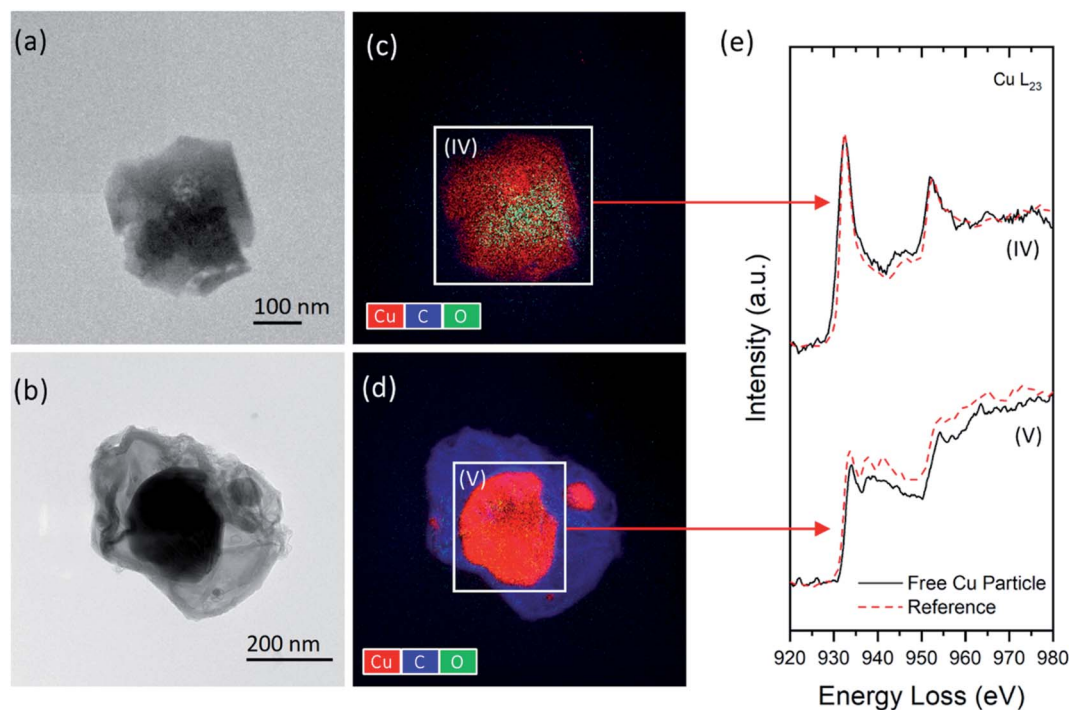 (a)
100 nm
(b)
200 nm
(c)
(IV)
Cu C O
(d)
(V)
Cu C O
(e)
Cu L₂₃
(IV)
(V)
Free Cu Particle
Reference
Intensity (a.u.)
920 930 940 950 960 970 980
Energy Loss (eV)